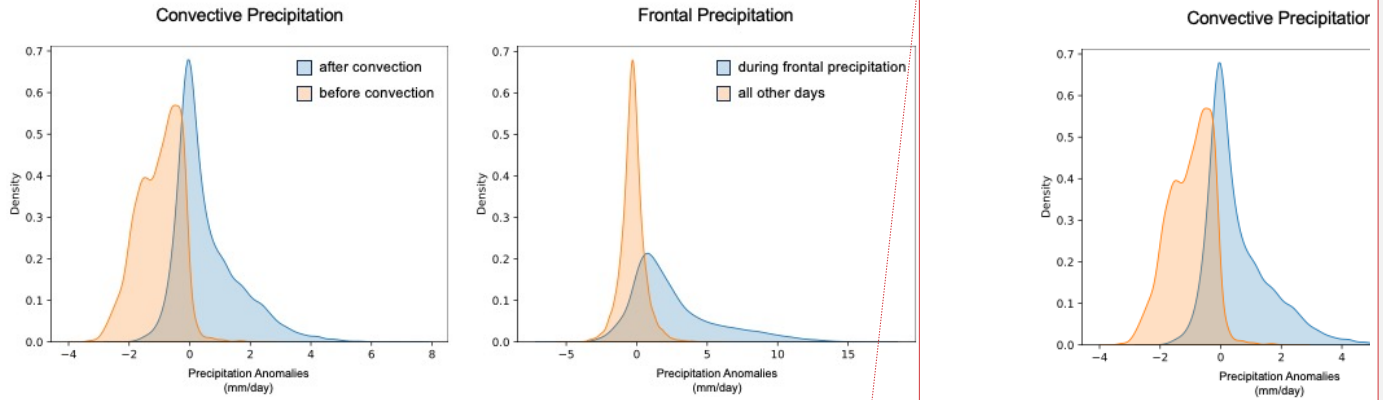 Convective Precipitation
0.7
0.6
0.5
0.4
0.3
0.2
0.1
0.0
Density
after convection
before convection
−4 −2 0 2 4 6 8
Precipitation Anomalies
(mm/day)
Frontal Precipitation
0.7
0.6
0.5
0.4
0.3
0.2
0.1
0.0
Density
during frontal precipitation
all other days
−5 0 5 10 15
Precipitation Anomalies
(mm/day)
Convective Precipitation
0.7
0.6
0.5
0.4
0.3
0.2
0.1
0.0
Density
−4 −2 0 2 4
Precipitation Anomalies
(mm/day)